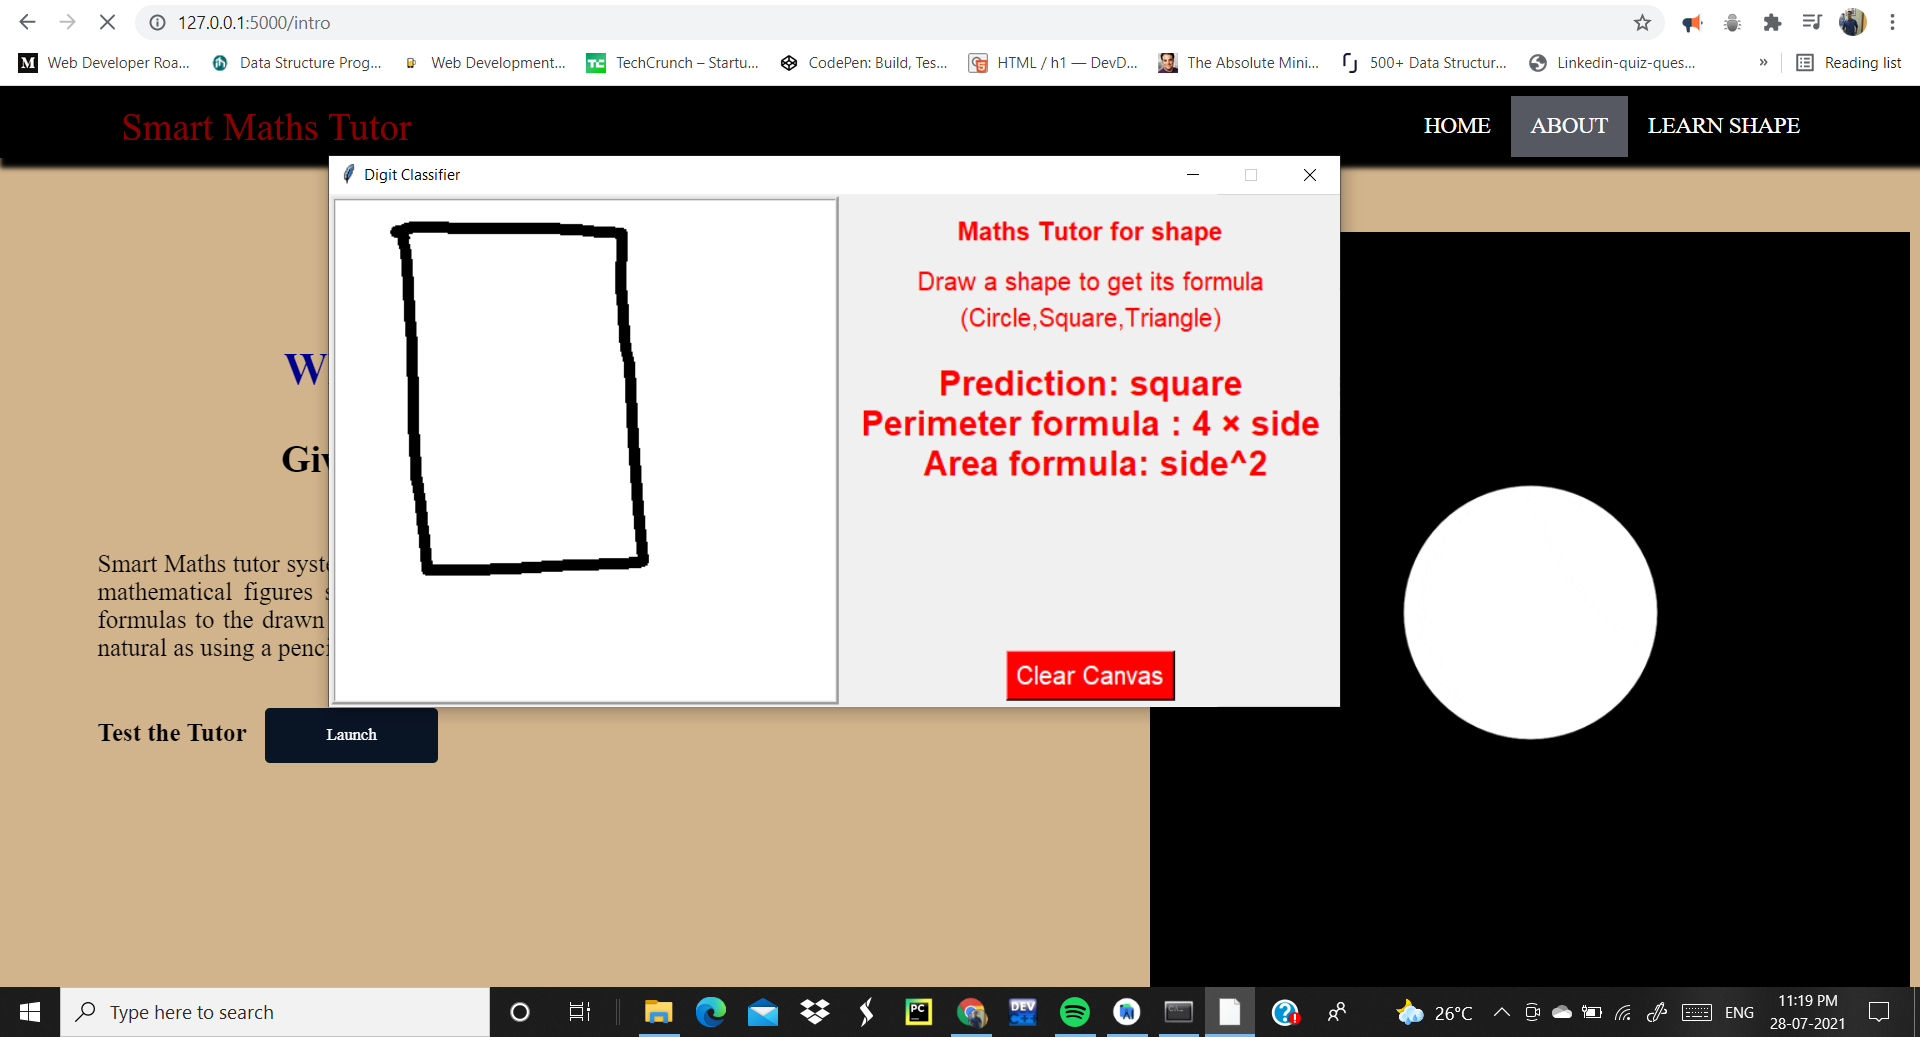 127.0.0.1:5000/intro
M Web Developer Roa... Data Structure Prog... Web Development... TC TechCrunch – Startu... CodePen: Build, Tes... HTML / h1 — DevD... The Absolute Mini... 500+ Data Structur... Linkedin-quiz-ques... » Reading list
Smart Maths Tutor HOME ABOUT LEARN SHAPE
Digit Classifier
Maths Tutor for shape
Draw a shape to get its formula
(Circle,Square,Triangle)
Prediction: square
Perimeter formula : 4 × side
Area formula: side^2
Clear Canvas
Smart Maths tutor
mathematical figures
formulas to the drawn
natural as using a
Test the Tutor Launch
Type here to search
PC
DEV C++
26°C ENG
11:19 PM
28-07-2021